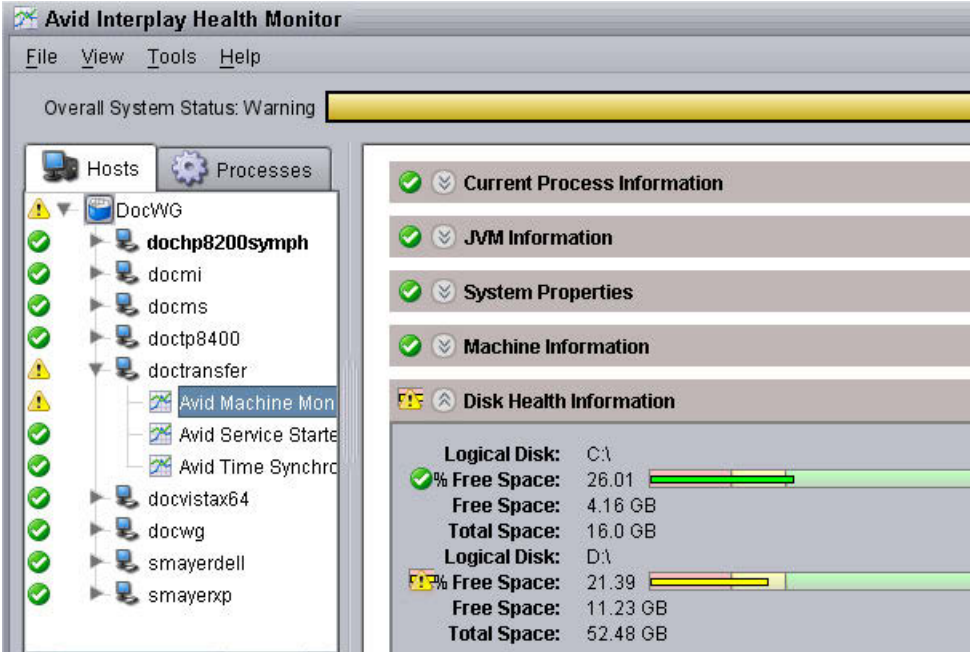 Avid Interplay Health Monitor
File View Tools Help
Overall System Status: Warning
Hosts Processes
DocWG
dochp8200symph
docmi
docms
doctp8400
doctransfer
Avid Machine Mon
Avid Service Starte
Avid Time Synchro
docvistax64
docwg
smayerdell
smayerxp
Current Process Information
JVM Information
System Properties
Machine Information
Disk Health Information
Logical Disk: C:\
% Free Space: 26.01
Free Space: 4.16 GB
Total Space: 16.0 GB
Logical Disk: D:\
% Free Space: 21.39
Free Space: 11.23 GB
Total Space: 52.48 GB